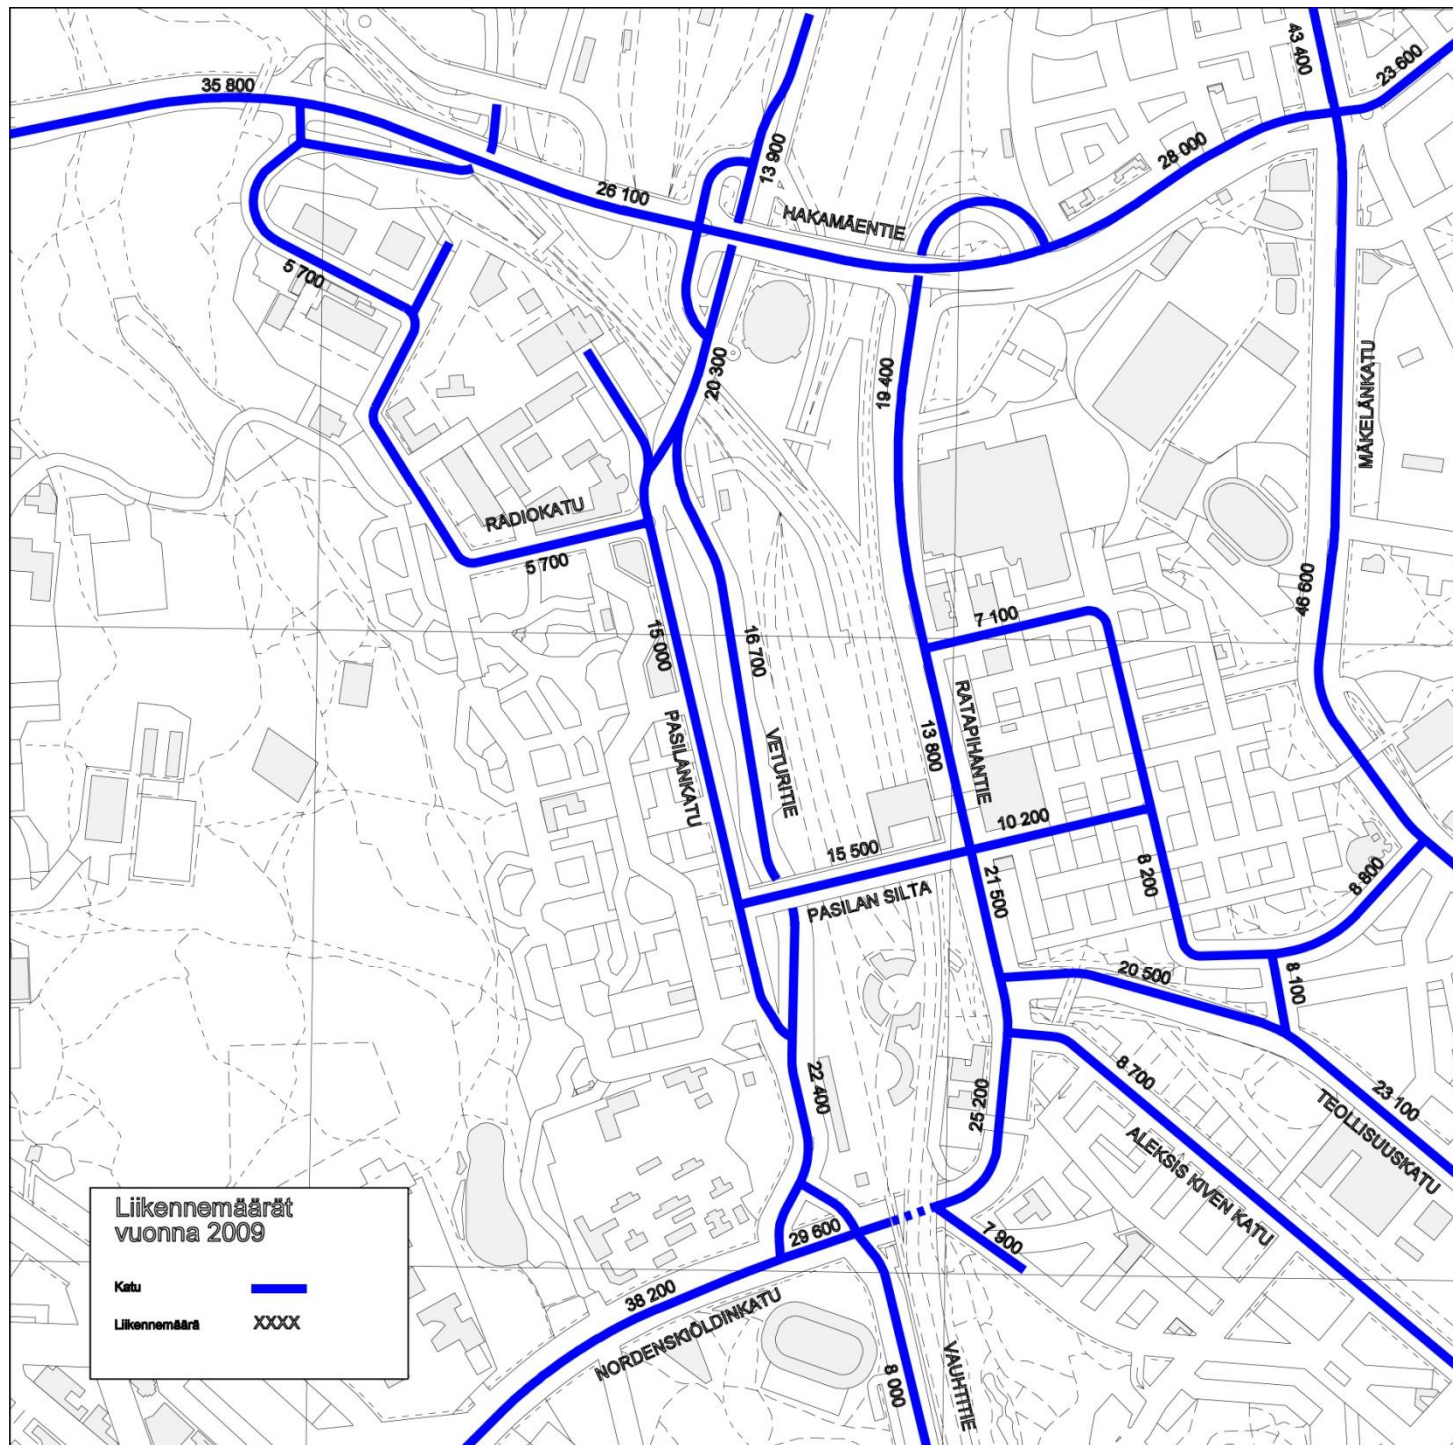 43 400
23 600
35 800
13 900
28 000
26 100
HAKAMÄENTIE
5 700
20 300
19 400
MÄKELÄNKATU
RADIOKATU
5 700
46 600
7 100
15 000
16 700
RATAPIHANTIE
PASILANKATU
VETURITIE
13 800
10 200
15 500
8 200
8 800
21 500
PASILAN SILTA
20 500
8 100
22 400
8 700
25 200
23 100
TEOLLISUUSKATU
ALEKSIS KIVEN KATU
Liikennemäärät
vuonna 2009
29 600
7 900
Katu
38 200
Liikennemäärä XXXX
NORDENSKIÖLDINKATU
8 000
VAUHTITIE